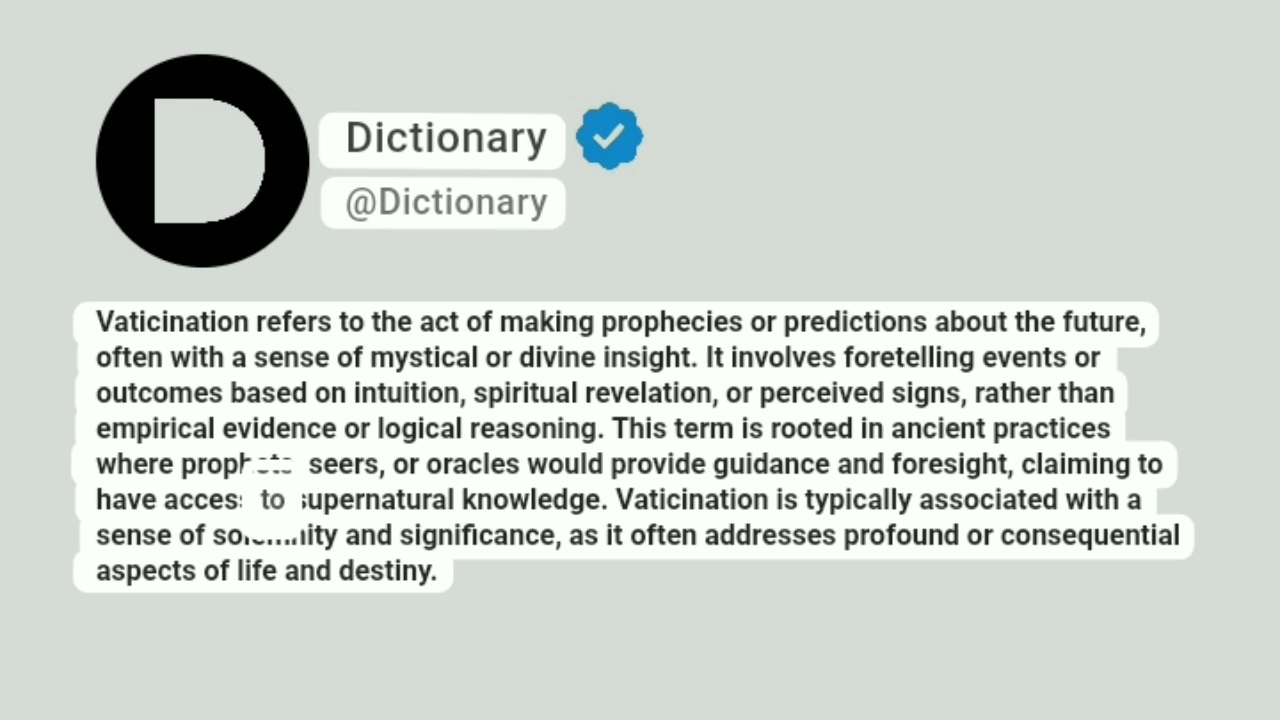 Dictionary
@Dictionary
Vaticination refers to the act of making prophecies or predictions about the future,
often with a sense of mystical or divine insight. It involves foretelling events or
outcomes based on intuition, spiritual revelation, or perceived signs, rather than
empirical evidence or logical reasoning. This term is rooted in ancient practices
where seers, or oracles would provide guidance and foresight, claiming to
have access to supernatural knowledge. Vaticination is typically associated with a
sense of and significance, as it often addresses profound or consequential
aspects of life and destiny.